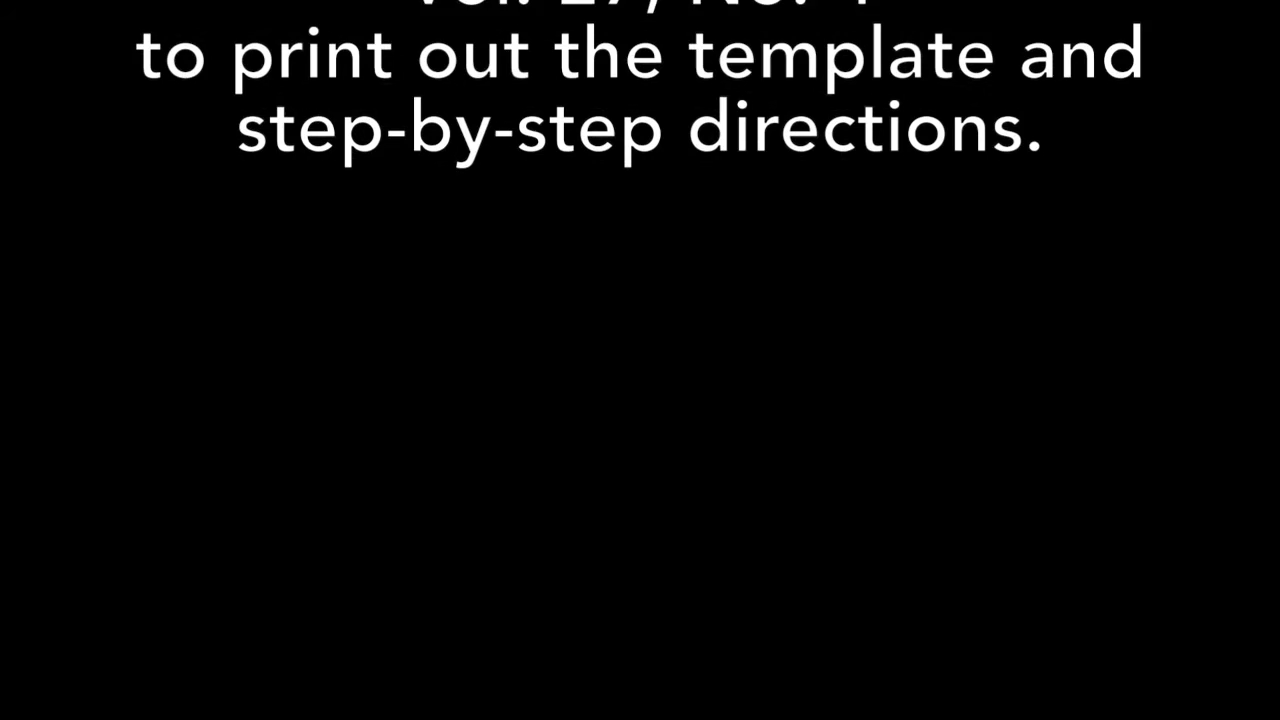 to print out the template and
step-by-step directions.